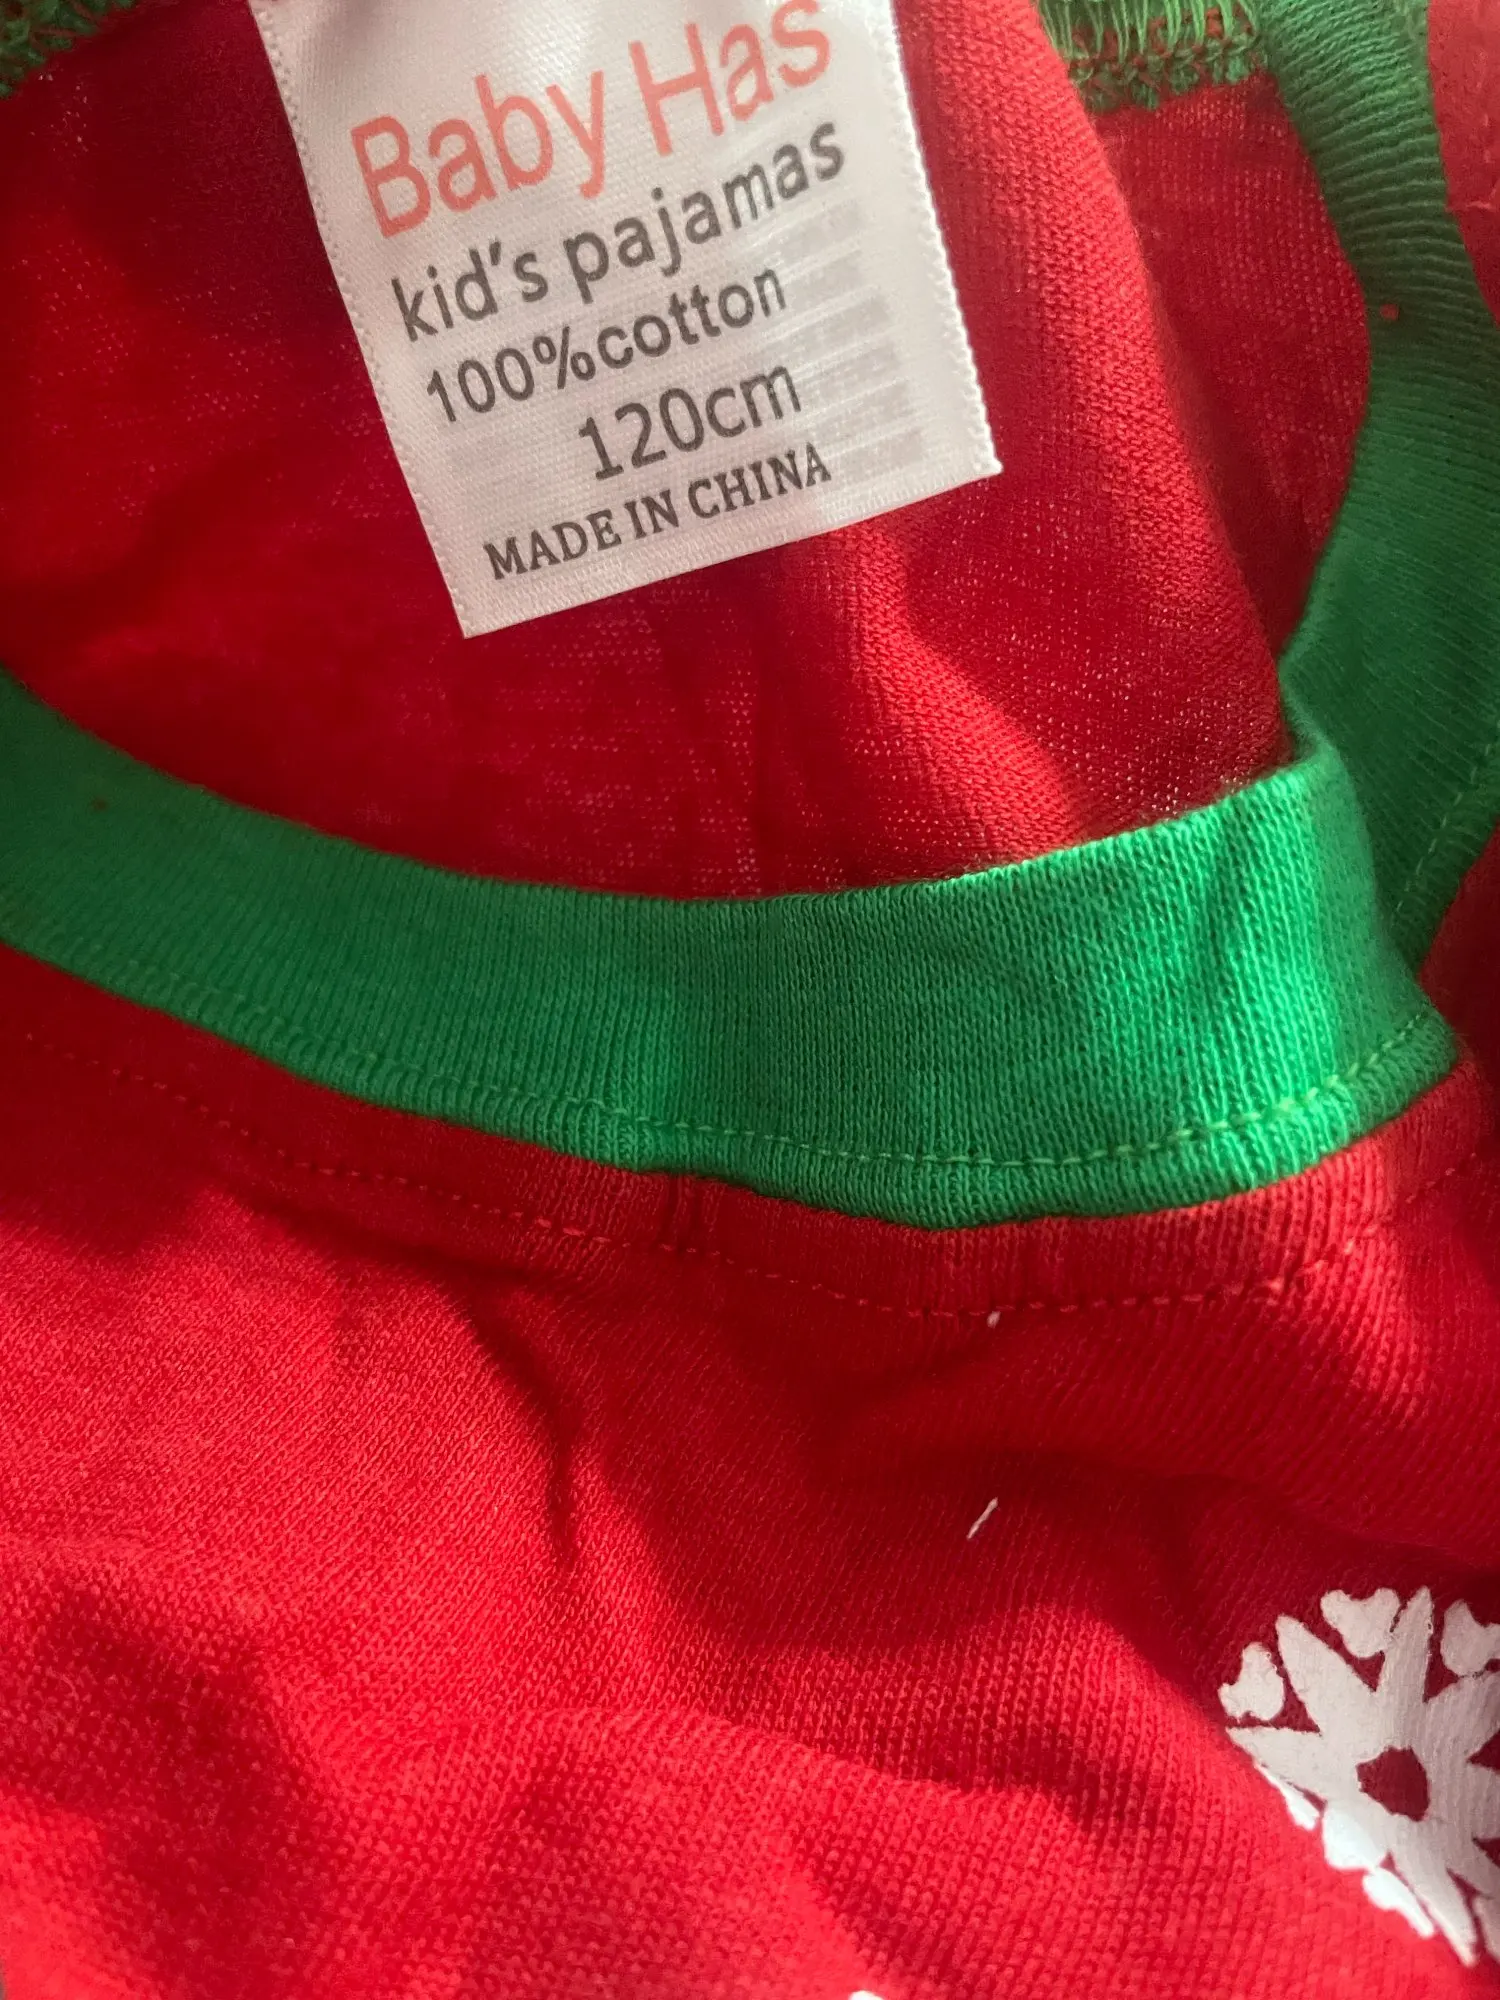 Baby Has
kid's pajamas
100%cotton
120cm
MADE IN CHINA